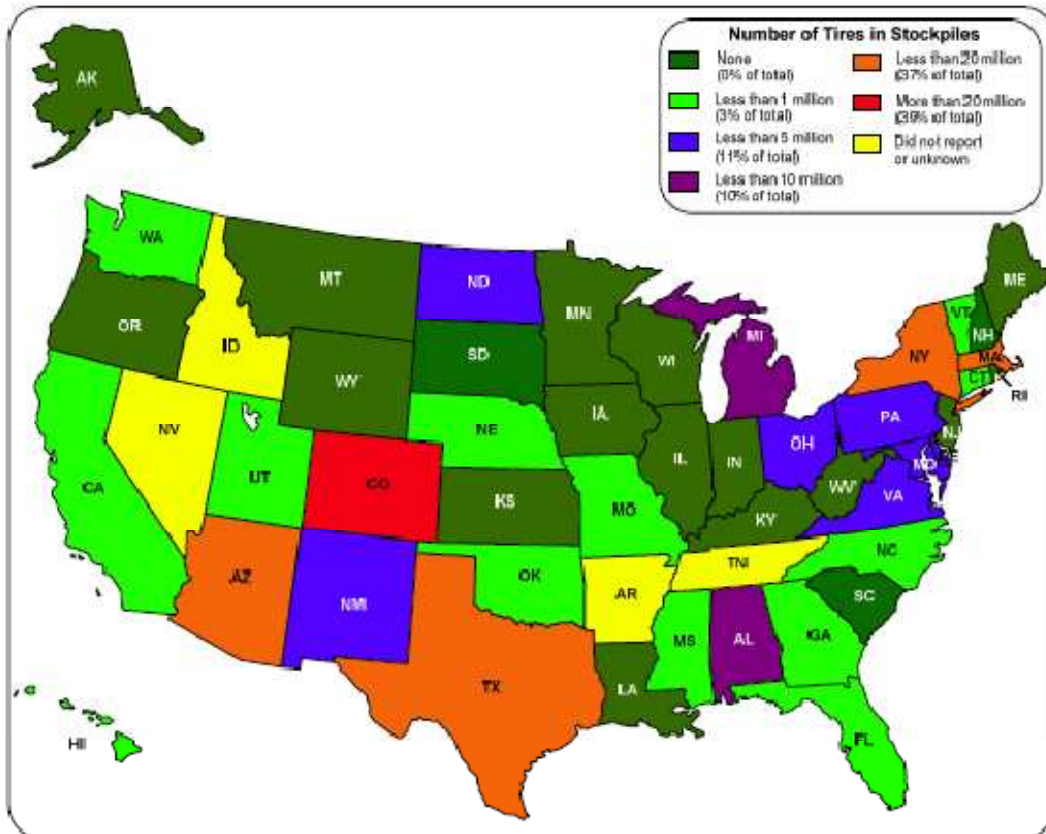 Number of Tires in Stockpiles
None
(0% of total)
Less than 1 million
(3% of total)
Less than 5 million
(11% of total)
Less than 10 million
(10% of total)
Less than 20 million
(37% of total)
More than 20 million
(39% of total)
Did not report
or unknown
AK
WA
MT
ND
MN
ME
OR
ID
WY
SD
WI
MI
NY
VT
NH
MA
CT
RI
NV
UT
CO
NE
IA
IL
IN
OH
PA
NJ
DE
MD
CA
KS
MO
KY
WV
VA
AZ
NM
OK
AR
TN
NC
SC
TX
LA
MS
AL
GA
FL
HI